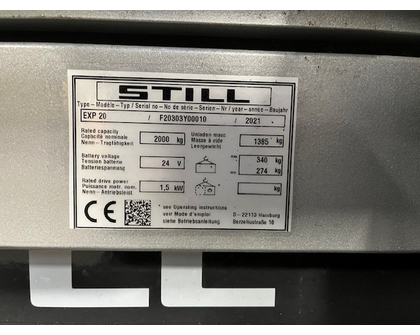 STILL
Type – Modèle – Typ / Serial no – No de série – Serien – Nr / year – année – Baujahr
EXP 20 / F20303Y00010 / 2021 -
Rated capacity
Capacité nominale
Nenn – Tragfähigkeit
2000 kg
Unladen mass
Masse à vide
Leergewicht
1385 kg
Battery voltage
Tension batterie
Batteriespannung
24 V
max 340 kg
min 274 kg
Rated drive power
Puissance motr. nom.
Nenn – Antriebsleist.
1,5 kW
kg
CE
* see Operating instructions
voir Mode d'emploi
siehe Betriebsanleitung
D – 22113 Hamburg
Berzeliusstraße 10